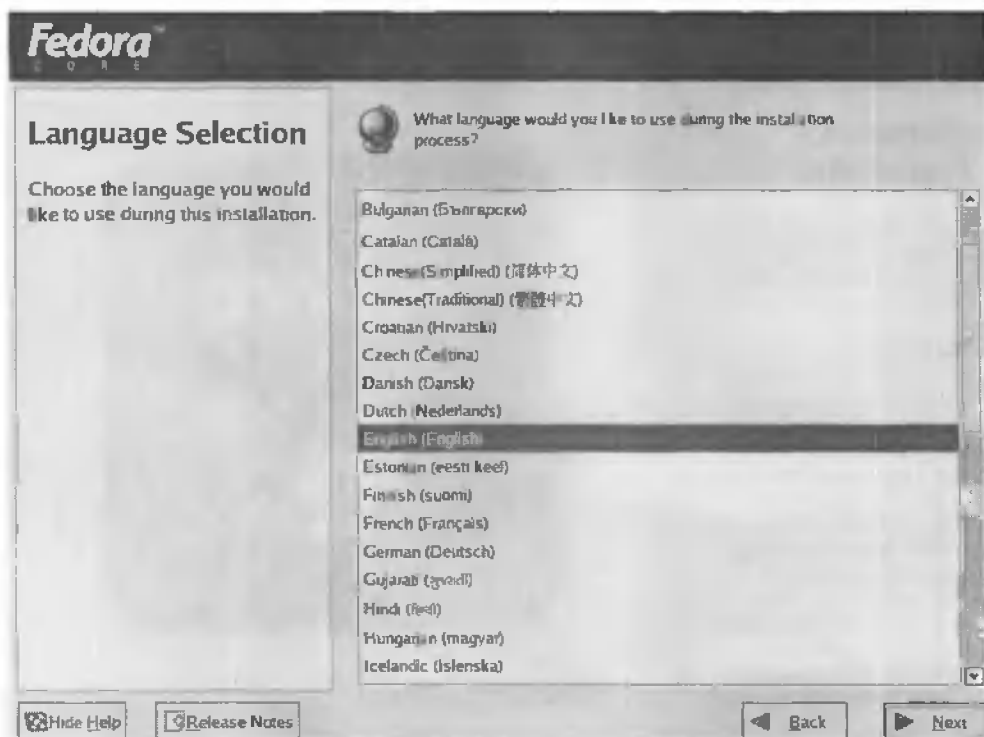 Fedora™
CORE
Language Selection
Choose the language you would
like to use during this installation.
What language would you like to use during the installation
process?
Bulgarian (Български)
Catalan (Català)
Chinese(Simplified) (简体中文)
Chinese(Traditional) (繁體中文)
Croatian (Hrvatski)
Czech (Čeština)
Danish (Dansk)
Dutch (Nederlands)
English (English)
Estonian (eesti keel)
Finnish (suomi)
French (Français)
German (Deutsch)
Gujarati (ગુજરાતી)
Hindi (हिन्दी)
Hungarian (magyar)
Icelandic (Íslenska)
Hide Help
Release Notes
Back
Next